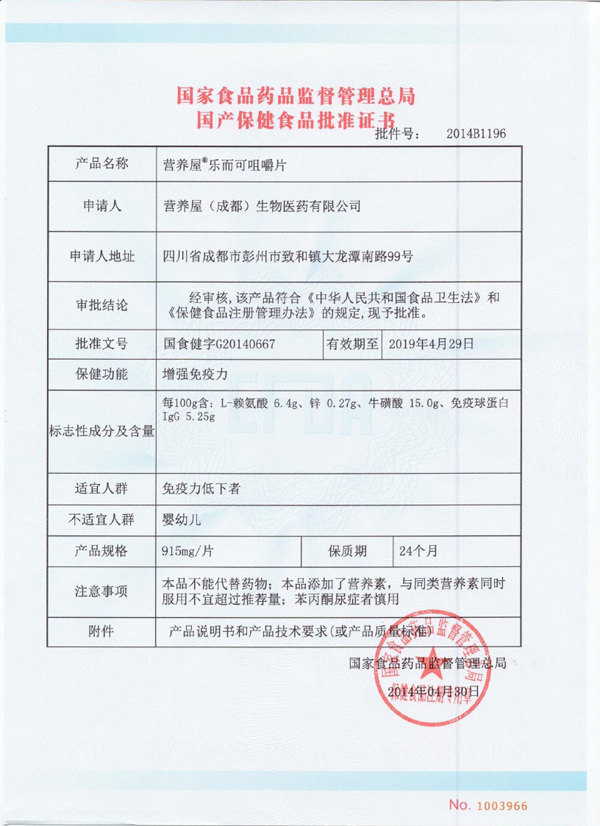 国家食品药品监督管理总局
国产保健食品批准证书
批件号： 2014B1196
产品名称 营养屋®乐而可咀嚼片
申请人 营养屋（成都）生物医药有限公司
申请人地址 四川省成都市彭州市致和镇大龙潭南路99号
审批结论 经审核,该产品符合《中华人民共和国食品卫生法》和
《保健食品注册管理办法》的规定,现予批准。
批准文号 国食健字G20140667 有效期至 2019年4月29日
保健功能 增强免疫力
标志性成分及含量 每100g含：L-赖氨酸 6.4g、锌 0.27g、牛磺酸 15.0g、免疫球蛋白
IgG 5.25g
适宜人群 免疫力低下者
不适宜人群 婴幼儿
产品规格 915mg/片 保质期 24个月
注意事项 本品不能代替药物；本品添加了营养素，与同类营养素同时
服用不宜超过推荐量；苯丙酮尿症者慎用
附件 产品说明书和产品技术要求(或产品质量标准)
国家食品药品监督管理总局
2014年04月30日
国家食品药品监督管理总局
保健食品注册专用章
No. 1003966